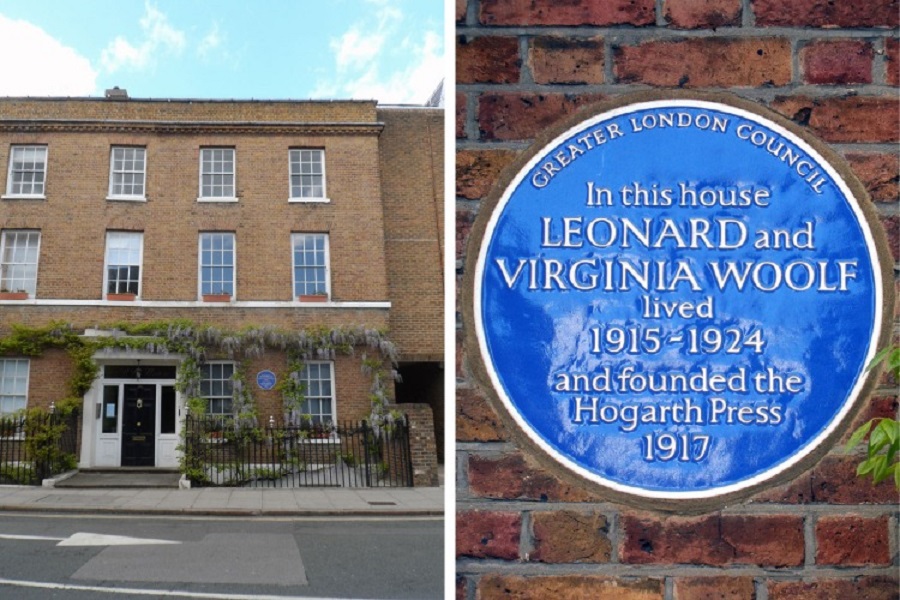 GREATER LONDON COUNCIL
In this house
LEONARD and
VIRGINIA WOOLF
lived
1915-1924
and founded the
Hogarth Press
1917